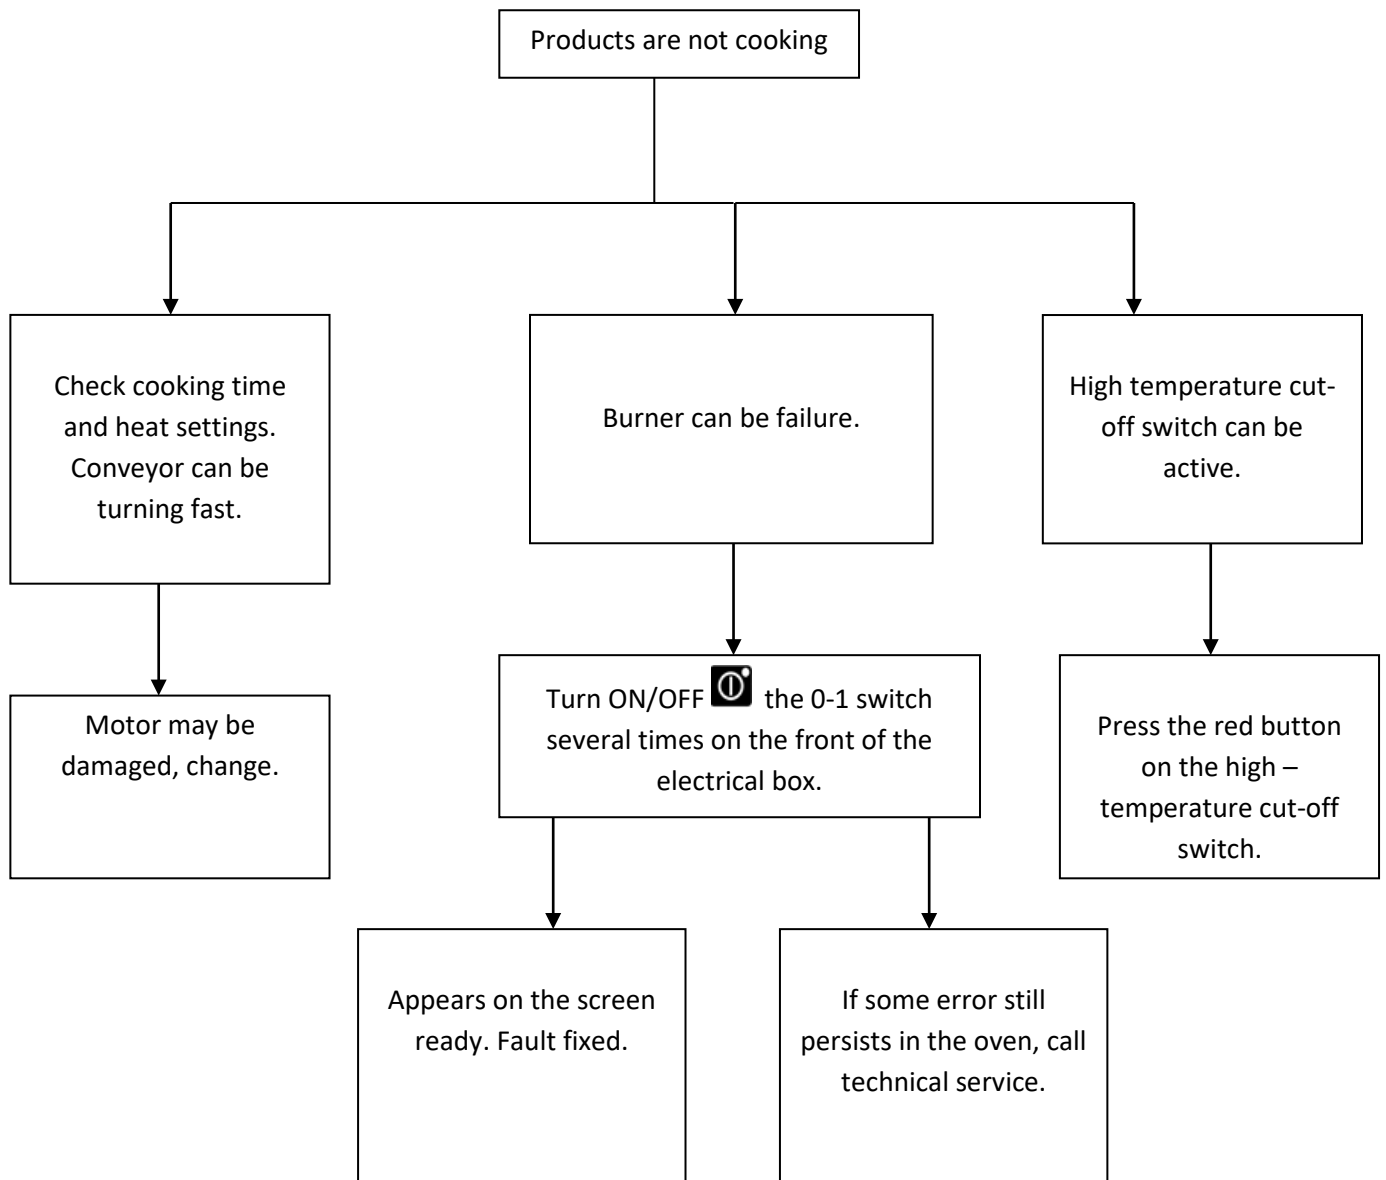 Products are not cooking
Check cooking time
and heat settings.
Conveyor can be
turning fast.
Burner can be failure.
High temperature cut-
off switch can be
active.
Motor may be
damaged, change.
Turn ON/OFF the 0-1 switch
several times on the front of the
electrical box.
Press the red button
on the high –
temperature cut-off
switch.
Appears on the screen
ready. Fault fixed.
If some error still
persists in the oven, call
technical service.